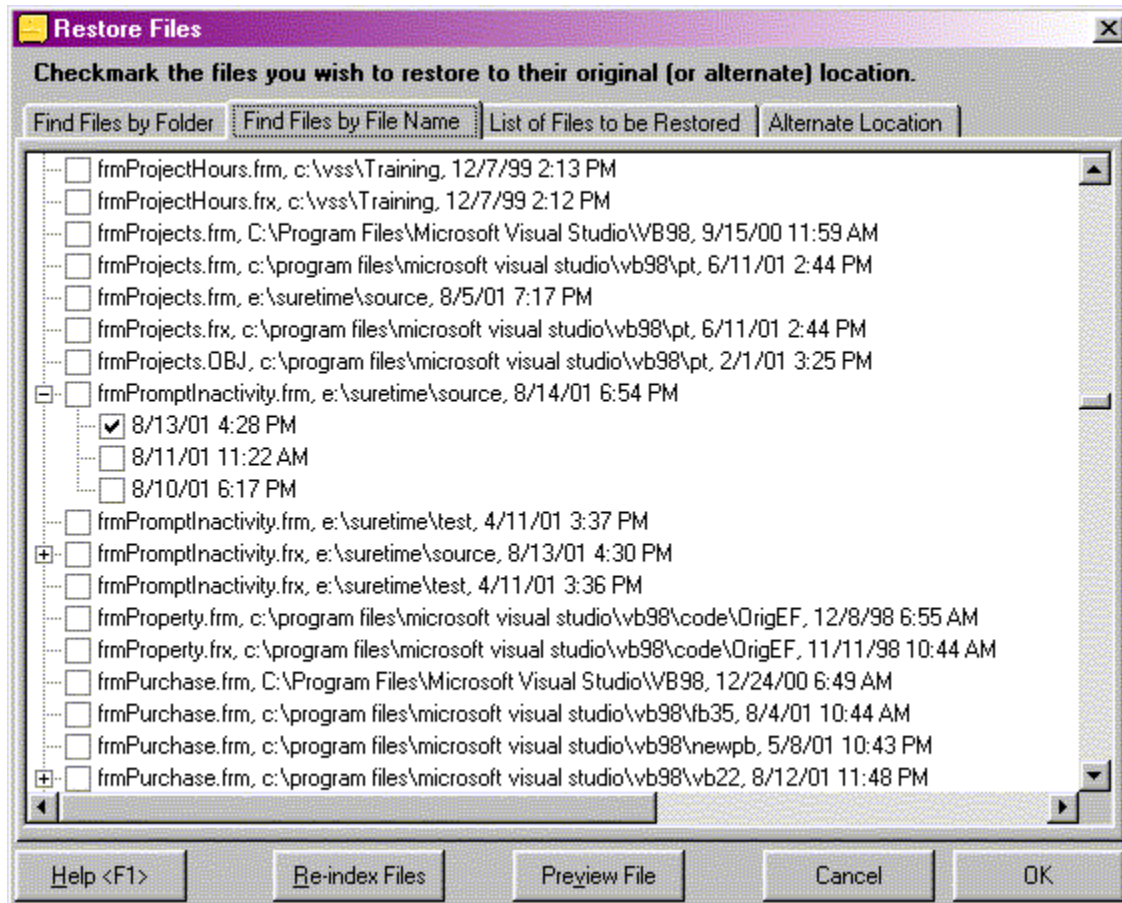 Restore Files
Checkmark the files you wish to restore to their original (or alternate) location.
Find Files by Folder Find Files by File Name List of Files to be Restored Alternate Location
frmProjectHours.frm, c:\vss\Training, 12/7/99 2:13 PM
frmProjectHours.frx, c:\vss\Training, 12/7/99 2:12 PM
frmProjects.frm, C:\Program Files\Microsoft Visual Studio\VB98, 9/15/00 11:59 AM
frmProjects.frm, c:\program files\microsoft visual studio\vb98\pt, 6/11/01 2:44 PM
frmProjects.frm, e:\suretime\source, 8/5/01 7:17 PM
frmProjects.frx, c:\program files\microsoft visual studio\vb98\pt, 6/11/01 2:44 PM
frmProjects.OBJ, c:\program files\microsoft visual studio\vb98\pt, 2/1/01 3:25 PM
frmPromptInactivity.frm, e:\suretime\source, 8/14/01 6:54 PM
8/13/01 4:28 PM
8/11/01 11:22 AM
8/10/01 6:17 PM
frmPromptInactivity.frm, e:\suretime\test, 4/11/01 3:37 PM
frmPromptInactivity.frx, e:\suretime\source, 8/13/01 4:30 PM
frmPromptInactivity.frx, e:\suretime\test, 4/11/01 3:36 PM
frmProperty.frm, c:\program files\microsoft visual studio\vb98\code\OrigEF, 12/8/98 6:55 AM
frmProperty.frx, c:\program files\microsoft visual studio\vb98\code\OrigEF, 11/11/98 10:44 AM
frmPurchase.frm, C:\Program Files\Microsoft Visual Studio\VB98, 12/24/00 6:49 AM
frmPurchase.frm, c:\program files\microsoft visual studio\vb98\fb35, 8/4/01 10:44 AM
frmPurchase.frm, c:\program files\microsoft visual studio\vb98\newpb, 5/8/01 10:43 PM
frmPurchase.frm, c:\program files\microsoft visual studio\vb98\vb22, 8/12/01 11:48 PM
Help <F1> Re-index Files Preview File Cancel OK